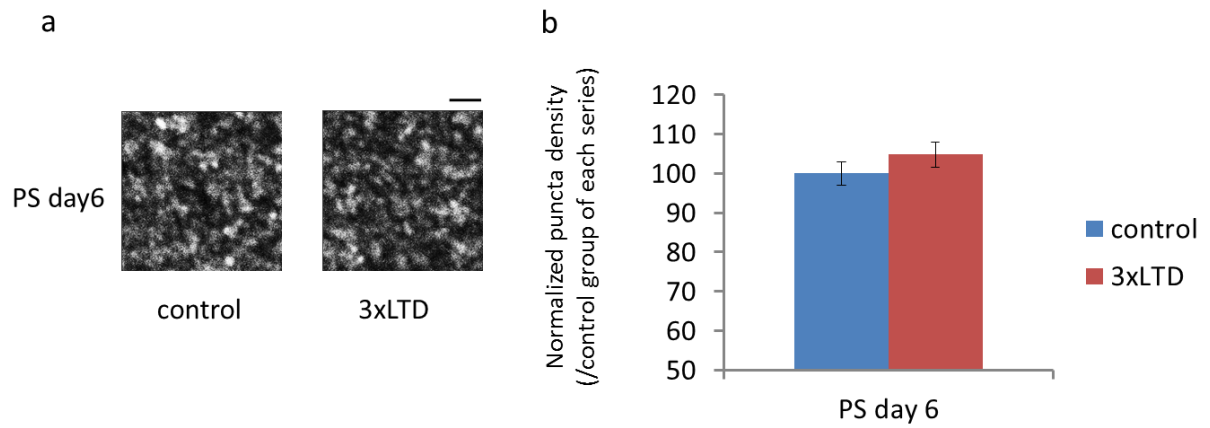 a
PS day6
control
3xLTD
b
Normalized puncta density
(/control group of each series)
120
110
100
90
80
70
60
50
PS day 6
control
3xLTD